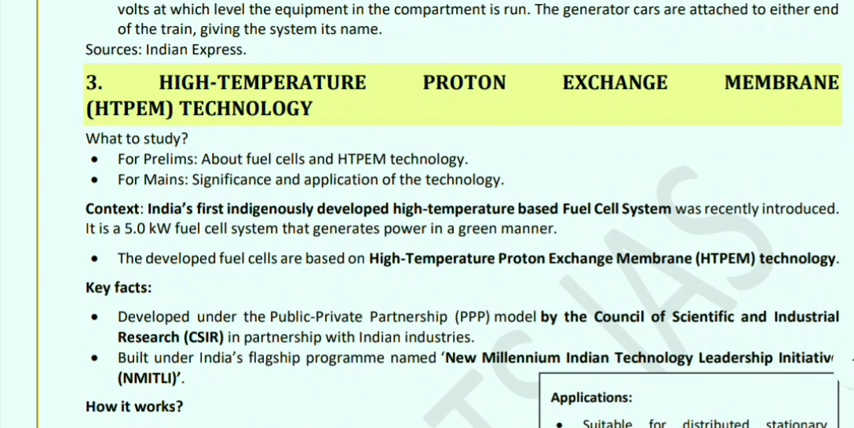 volts at which level the equipment in the compartment is run. The generator cars are attached to either end
of the train, giving the system its name.
Sources: Indian Express.
3. HIGH-TEMPERATURE PROTON EXCHANGE MEMBRANE
(HTPEM) TECHNOLOGY
What to study?
• For Prelims: About fuel cells and HTPEM technology.
• For Mains: Significance and application of the technology.
Context: India's first indigenously developed high-temperature based Fuel Cell System was recently introduced.
It is a 5.0 kW fuel cell system that generates power in a green manner.
• The developed fuel cells are based on High-Temperature Proton Exchange Membrane (HTPEM) technology.
Key facts:
• Developed under the Public-Private Partnership (PPP) model by the Council of Scientific and Industrial
Research (CSIR) in partnership with Indian industries.
• Built under India's flagship programme named 'New Millennium Indian Technology Leadership Initiativ
(NMITLI)'.
How it works?
Applications:
• Suitable for distributed stationary
TS IAS